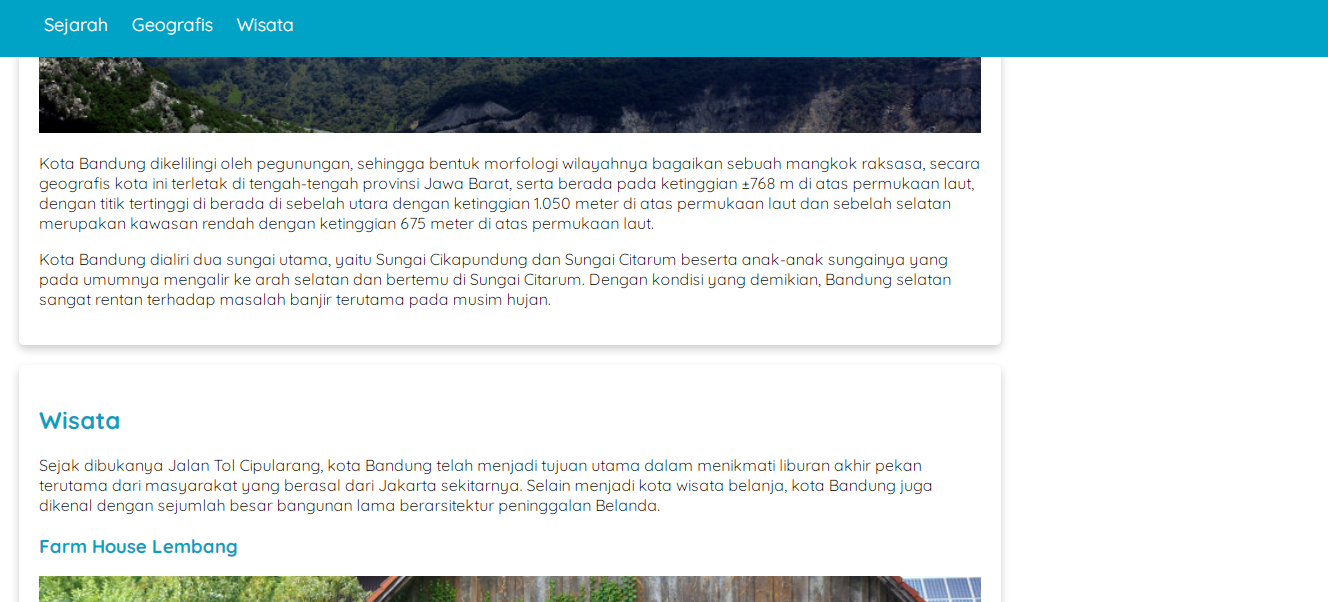 Sejarah Geografis Wisata
Kota Bandung dikelilingi oleh pegunungan, sehingga bentuk morfologi wilayahnya bagaikan sebuah mangkok raksasa, secara
geografis kota ini terletak di tengah-tengah provinsi Jawa Barat, serta berada pada ketinggian ±768 m di atas permukaan laut,
dengan titik tertinggi di berada di sebelah utara dengan ketinggian 1.050 meter di atas permukaan laut dan sebelah selatan
merupakan kawasan rendah dengan ketinggian 675 meter di atas permukaan laut.
Kota Bandung dialiri dua sungai utama, yaitu Sungai Cikapundung dan Sungai Citarum beserta anak-anak sungainya yang
pada umumnya mengalir ke arah selatan dan bertemu di Sungai Citarum. Dengan kondisi yang demikian, Bandung selatan
sangat rentan terhadap masalah banjir terutama pada musim hujan.
Wisata
Sejak dibukanya Jalan Tol Cipularang, kota Bandung telah menjadi tujuan utama dalam menikmati liburan akhir pekan
terutama dari masyarakat yang berasal dari Jakarta sekitarnya. Selain menjadi kota wisata belanja, kota Bandung juga
dikenal dengan sejumlah besar bangunan lama berarsitektur peninggalan Belanda.
Farm House Lembang